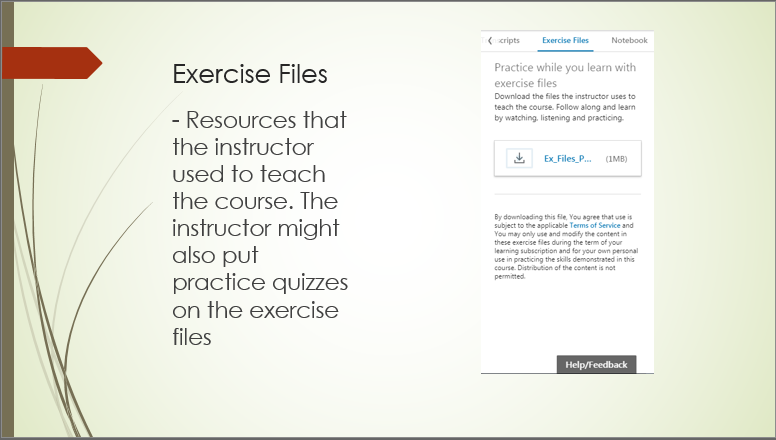 Exercise Files
- Resources that
the instructor
used to teach
the course. The
instructor might
also put
practice quizzes
on the exercise
files
cripts
Exercise Files
Notebook
Practice while you learn with
exercise files
Download the files the instructor uses to
teach the course. Follow along and learn
by watching, listening and practicing.
Ex_Files_P... (1MB)
By downloading this file, You agree that use is
subject to the applicable Terms of Service and
You may only use and modify the content in
these exercise files during the term of your
learning subscription and for your own personal
use in practicing the skills demonstrated in this
course. Distribution of the content is not
permitted.
Help/Feedback